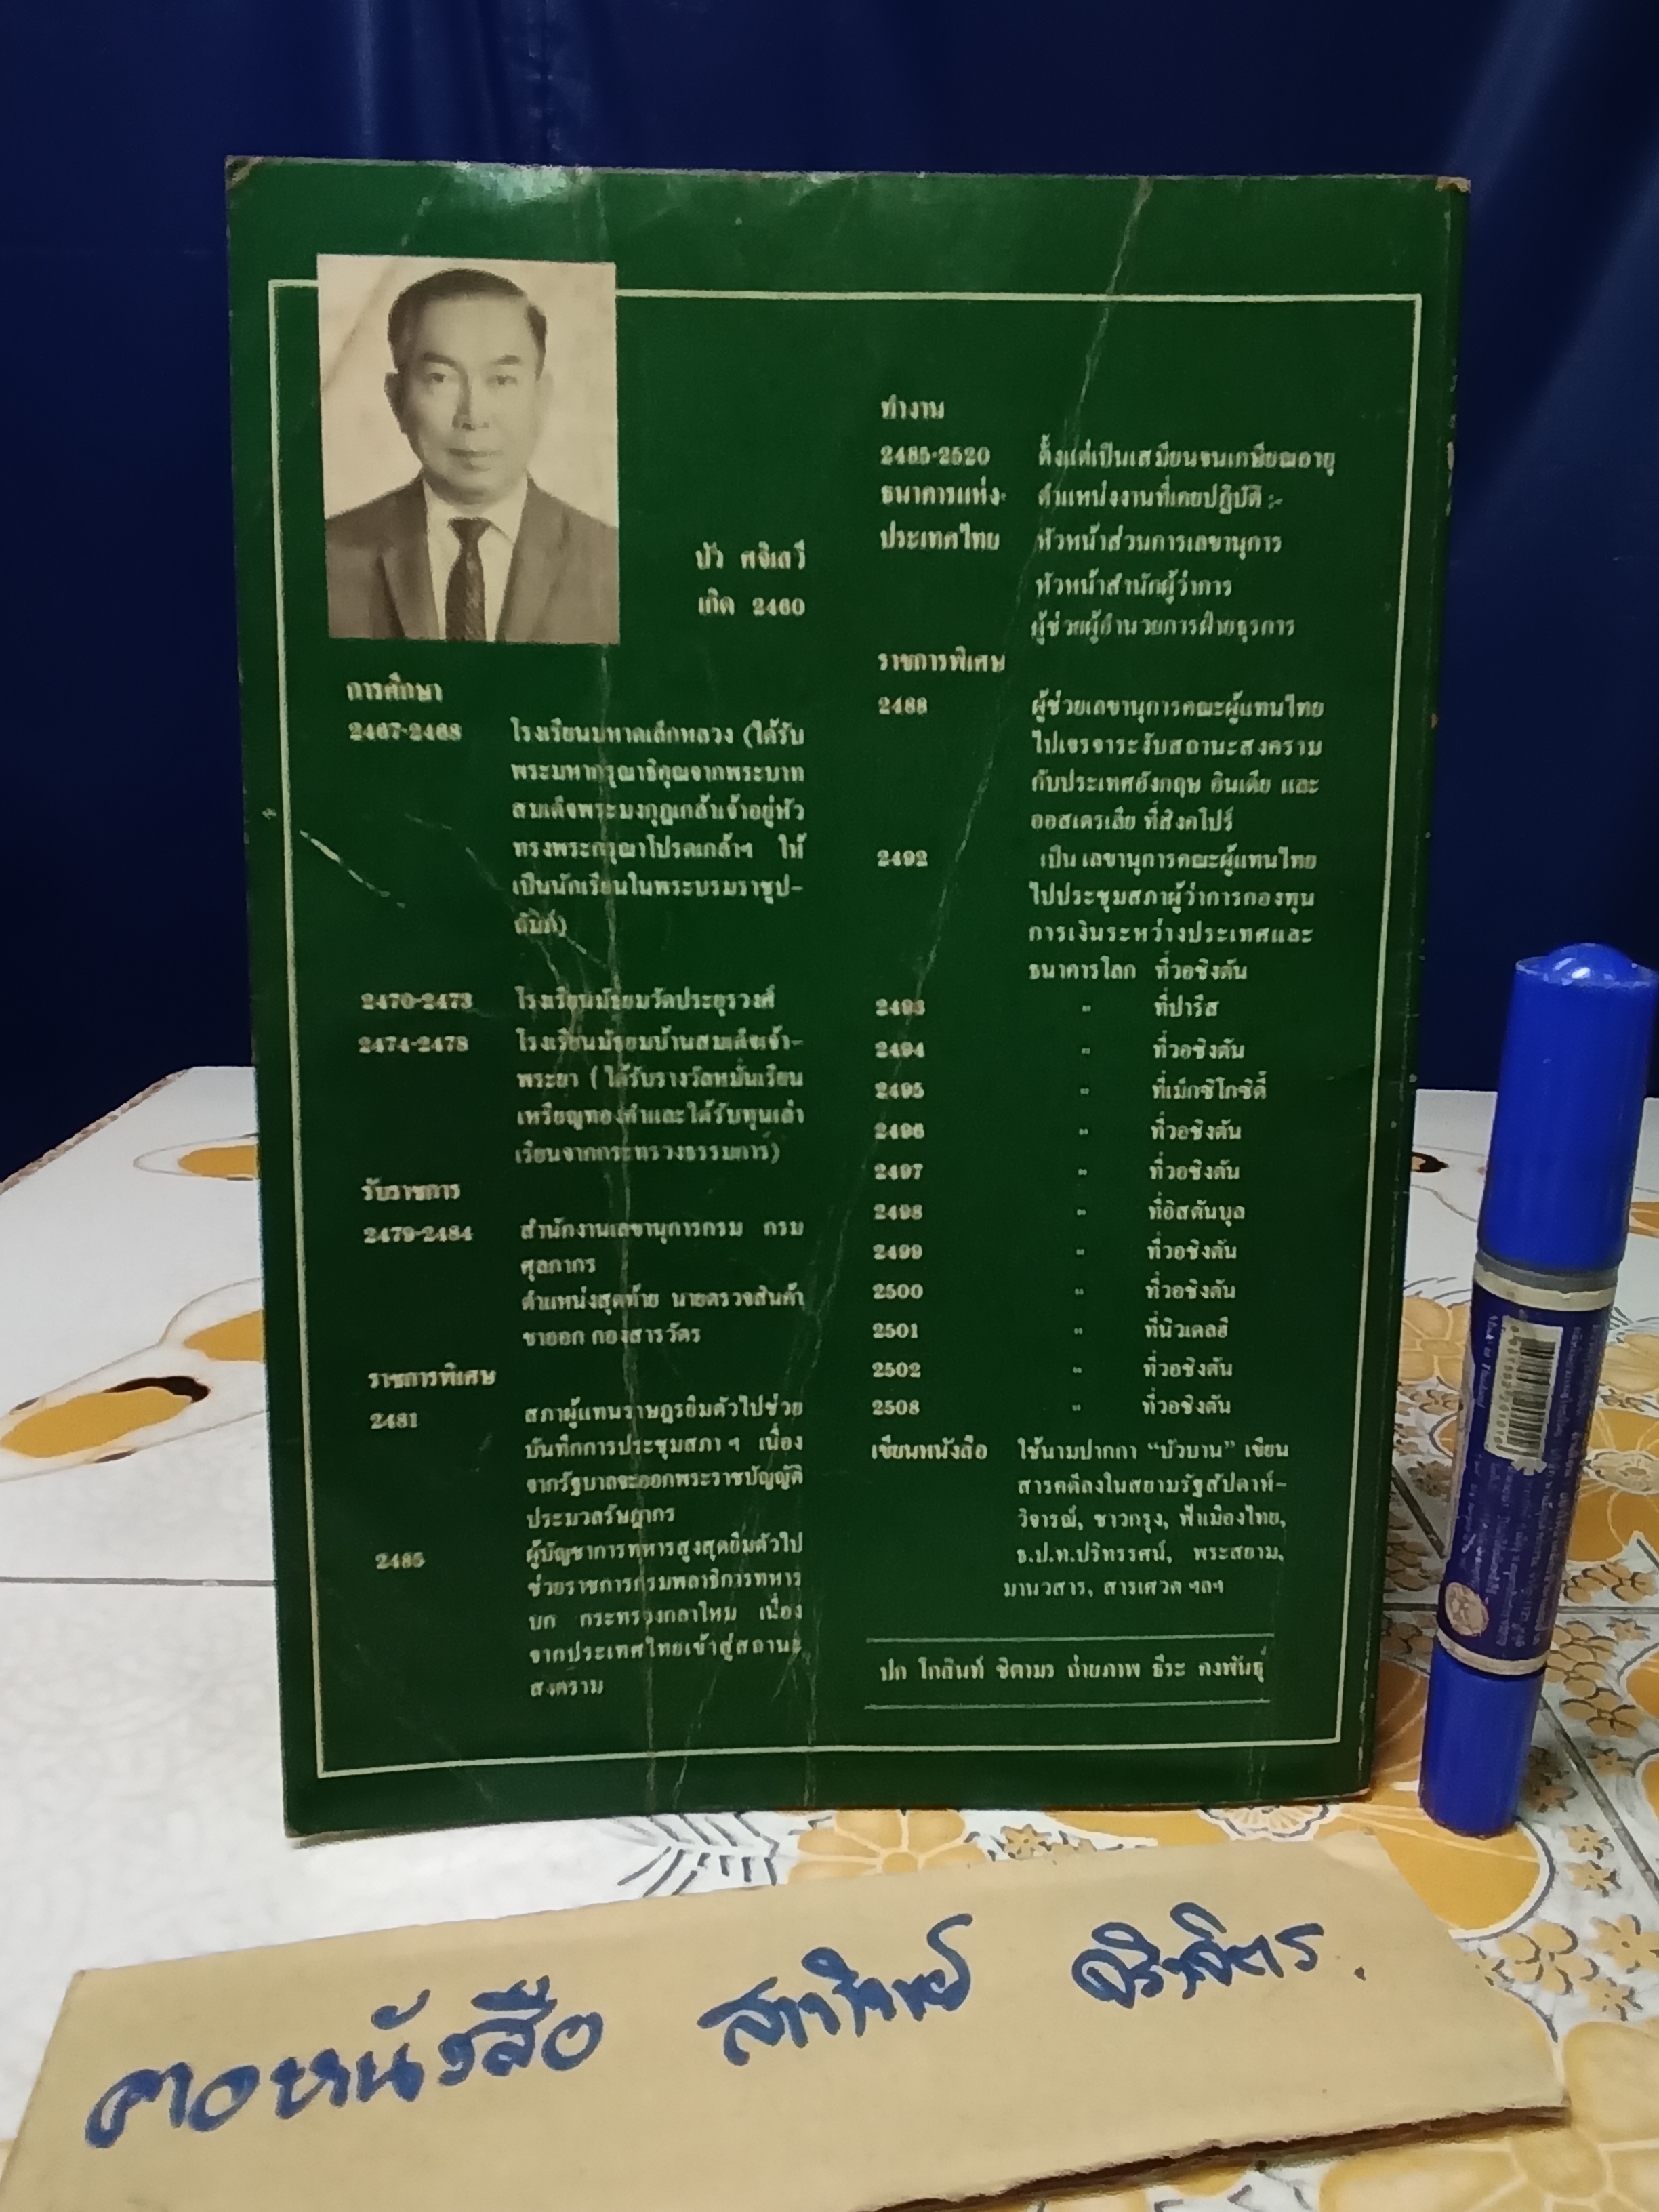 บัว ศจิเสวี
เกิด 2460
การศึกษา
2467-2468 โรงเรียนมหาดเล็กหลวง (ได้รับ
พระมหากรุณาธิคุณจากพระบาท
สมเด็จพระมงกุฎเกล้าเจ้าอยู่หัว
ทรงพระกรุณาโปรดเกล้าฯ ให้
เป็นนักเรียนในพระบรมราชูป-
ถัมภ์)
2470-2473 โรงเรียนมัธยมวัดประยุรวงศ์
2474-2478 โรงเรียนมัธยมบ้านสมเด็จเจ้า-
พระยา (ได้รับรางวัลหมั่นเรียน
เหรียญทองคำและได้รับทุนเล่า
เรียนจากกระทรวงธรรมการ)
รับราชการ
2479-2484 สำนักงานเลขานุการกรม กรม
ศุลกากร
ตำแหน่งสุดท้าย นายตรวจสินค้า
ขาออก กองสารวัตร
ราชการพิเศษ
2481 สภาผู้แทนราษฎรยืมตัวไปช่วย
บันทึกการประชุมสภาฯ เนื่อง
จากรัฐบาลจะออกพระราชบัญญัติ
ประมวลรัษฎากร
2485 ผู้บัญชาการทหารสูงสุดยืมตัวไป
ช่วยราชการกรมพลาธิการทหาร
บก กระทรวงกลาโหม เนื่อง
จากประเทศไทยเข้าสู่สถานะ
สงคราม
ทำงาน
2485-2520 ตั้งแต่เป็นเสมียนจนเกษียณอายุ
ธนาคารแห่ง- ตำแหน่งงานที่เคยปฏิบัติ :-
ประเทศไทย หัวหน้าส่วนการเลขานุการ
หัวหน้าสำนักผู้ว่าการ
ผู้ช่วยผู้อำนวยการฝ่ายธุรการ
ราชการพิเศษ
2488 ผู้ช่วยเลขานุการคณะผู้แทนไทย
ไปเจรจาระงับสถานะสงคราม
กับประเทศอังกฤษ อินเดีย และ
ออสเตรเลีย ที่สิงคโปร์
2492 เป็นเลขานุการคณะผู้แทนไทย
ไปประชุมสภาผู้ว่าการกองทุน
การเงินระหว่างประเทศและ
ธนาคารโลก ที่วอชิงตัน
2493 " ที่ปารีส
2494 " ที่วอชิงตัน
2495 " ที่เม็กซิโกซิตี้
2496 " ที่วอชิงตัน
2497 " ที่วอชิงตัน
2498 " ที่อิสตันบุล
2499 " ที่วอชิงตัน
2500 " ที่วอชิงตัน
2501 " ที่นิวเดลฮี
2502 " ที่วอชิงตัน
2508 " ที่วอชิงตัน
เขียนหนังสือ ใช้นามปากกา “บัวบาน” เขียน
สารคดีลงในสยามรัฐสัปดาห์-
วิจารณ์, ชาวกรุง, ฟ้าเมืองไทย,
ธ.ป.ท.ปริทรรศน์, พระสยาม,
มานวสาร, สารเศวต ฯลฯ
ปก โกสินท์ ชิตามร ถ่ายภาพ ธีระ คงพันธุ์
คอหนังสือ